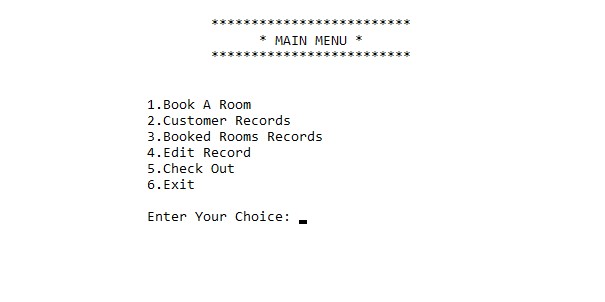 *************************
* MAIN MENU *
*************************
1.Book A Room
2.Customer Records
3.Booked Rooms Records
4.Edit Record
5.Check Out
6.Exit
Enter Your Choice: